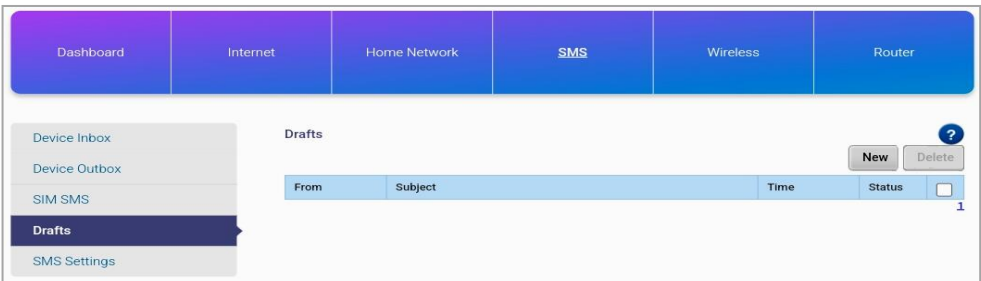 Dashboard Internet Home Network SMS Wireless Router
Device Inbox
Device Outbox
SIM SMS
Drafts
SMS Settings
Drafts
?
New Delete
From Subject Time Status
1